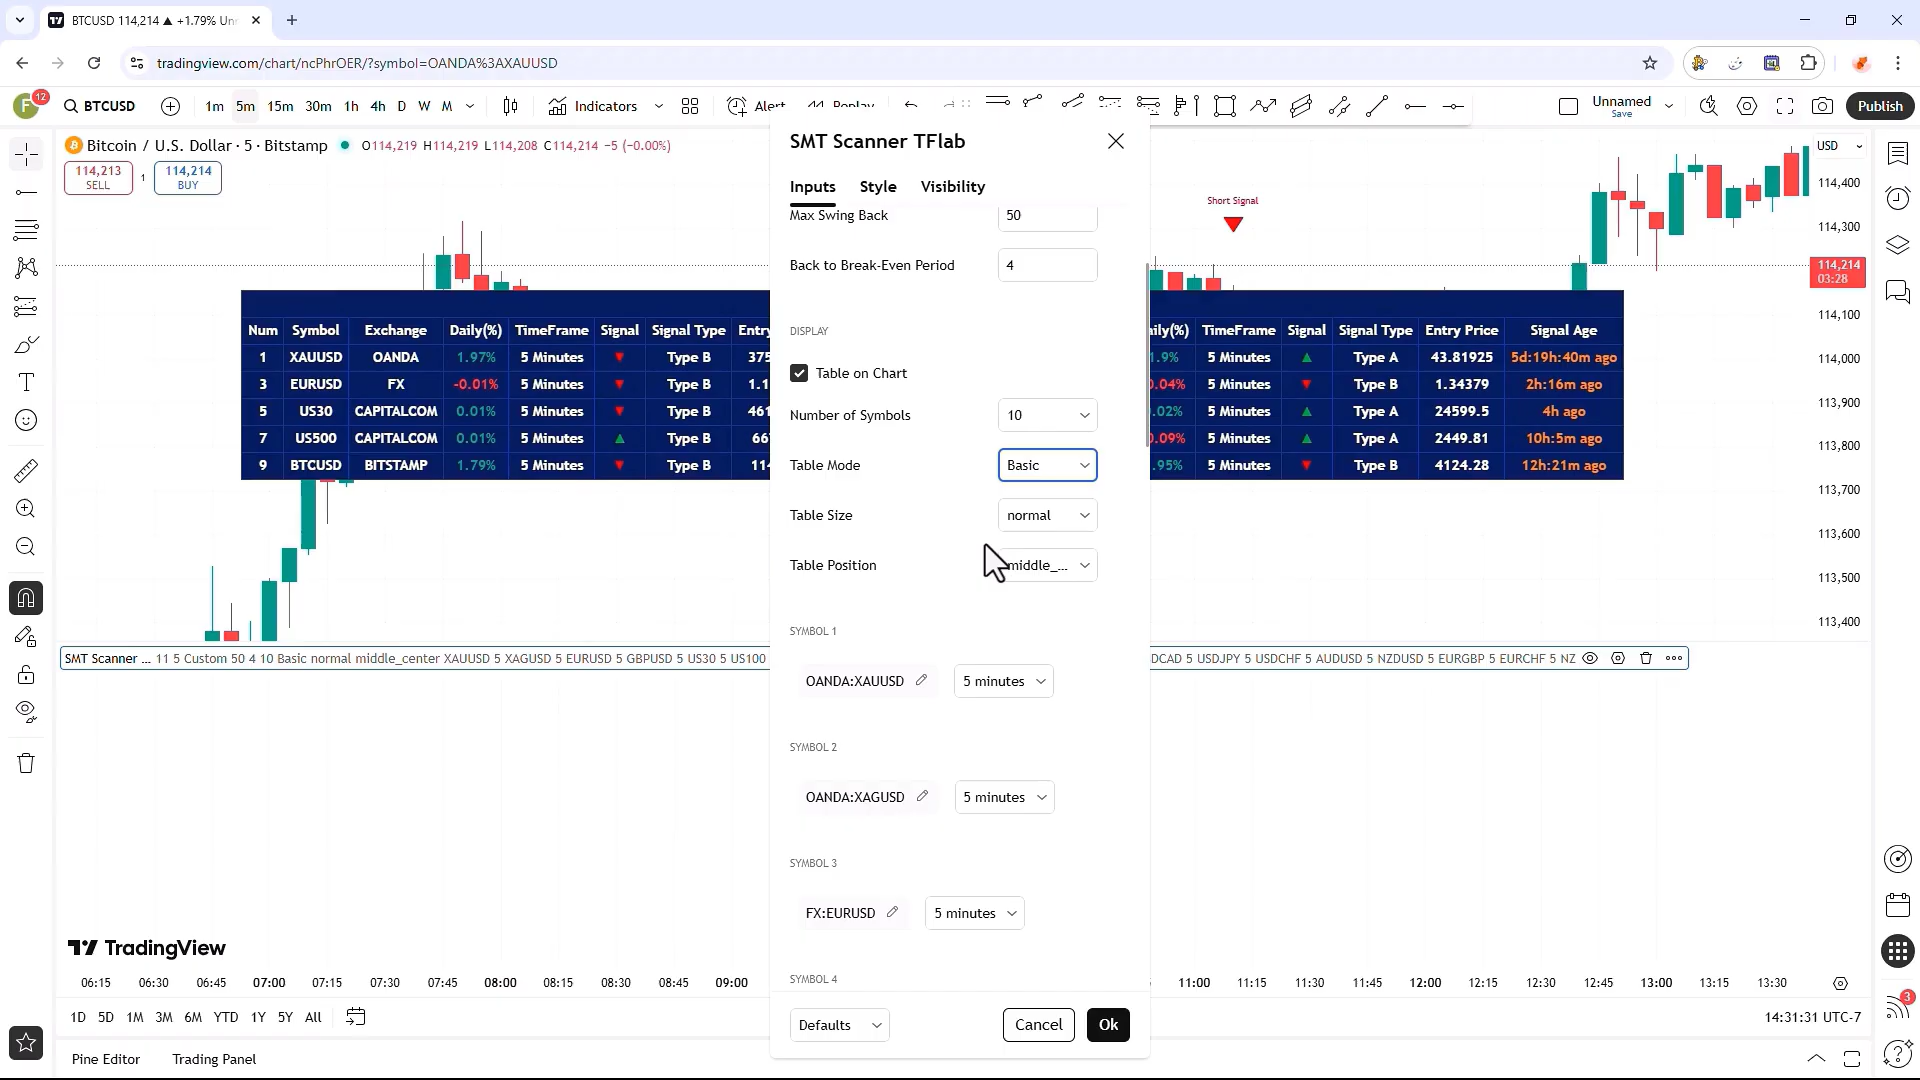 BTCUSD 114,214 ▲ +1.79% Un
tradingview.com/chart/ncPhrOER/?symbol=OANDA%3AXAUUSD
F 12 BTCUSD 1m 5m 15m 30m 1h 4h D W M Indicators Alert Replay Unnamed Save Publish
Bitcoin / U.S. Dollar · 5 · Bitstamp O114,219 H114,219 L114,208 C114,214 −5 (−0.00%)
114,213 SELL 1 114,214 BUY
SMT Scanner TFlab
Inputs Style Visibility
Max Swing Back 50
Back to Break-Even Period 4
DISPLAY
Table on Chart
Number of Symbols 10
Table Mode Basic
Table Size normal
Table Position middle_...
SYMBOL 1
OANDA:XAUUSD 5 minutes
SYMBOL 2
OANDA:XAGUSD 5 minutes
SYMBOL 3
FX:EURUSD 5 minutes
SYMBOL 4
Defaults Cancel Ok
Short Signal
Num Symbol Exchange Daily(%) TimeFrame Signal Signal Type Entry
1 XAUUSD OANDA 1.97% 5 Minutes ▼ Type B 375
3 EURUSD FX -0.01% 5 Minutes ▼ Type B 1.1
5 US30 CAPITALCOM 0.01% 5 Minutes ▼ Type B 461
7 US500 CAPITALCOM 0.01% 5 Minutes ▲ Type B 66
9 BTCUSD BITSTAMP 1.79% 5 Minutes ▼ Type B 114
ily(%) TimeFrame Signal Signal Type Entry Price Signal Age
.9% 5 Minutes ▲ Type A 43.81925 5d:19h:40m ago
.04% 5 Minutes ▼ Type B 1.34379 2h:16m ago
.02% 5 Minutes ▲ Type A 24599.5 4h ago
.09% 5 Minutes ▲ Type A 2449.81 10h:5m ago
.95% 5 Minutes ▼ Type B 4124.28 12h:21m ago
USD
114,400
114,300
114,214
03:28
114,100
114,000
113,900
113,800
113,700
113,600
113,500
113,400
SMT Scanner ... 11 5 Custom 50 4 10 Basic normal middle_center XAUUSD 5 XAGUSD 5 EURUSD 5 GBPUSD 5 US30 5 US100
DCAD 5 USDJPY 5 USDCHF 5 AUDUSD 5 NZDUSD 5 EURGBP 5 EURCHF 5 NZ
TradingView
06:15 06:30 06:45 07:00 07:15 07:30 07:45 08:00 08:15 08:30 08:45 09:00 11:00 11:15 11:30 11:45 12:00 12:15 12:30 12:45 13:00 13:15 13:30
1D 5D 1M 3M 6M YTD 1Y 5Y All 14:31:31 UTC-7
3
Pine Editor Trading Panel